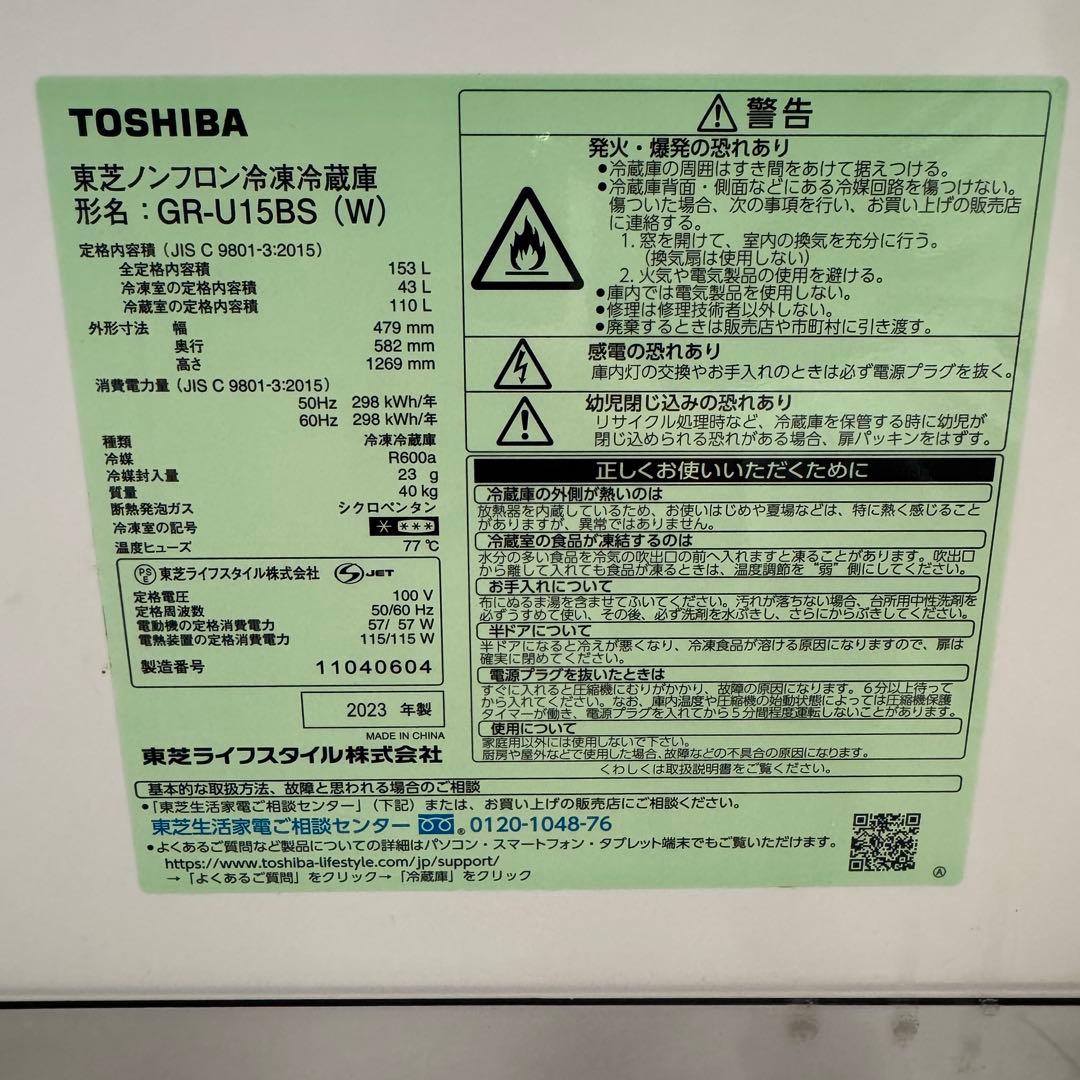 TOSHIBA
東芝ノンフロン冷凍冷蔵庫
形名：GR-U15BS（W）
定格内容積（JIS C 9801-3:2015）
全定格内容積 153 L
冷凍室の定格内容積 43 L
冷蔵室の定格内容積 110 L
外形寸法 幅 479 mm
奥行 582 mm
高さ 1269 mm
消費電力量（JIS C 9801-3:2015）
50Hz 298 kWh/年
60Hz 298 kWh/年
種類 冷凍冷蔵庫
冷媒 R600a
冷媒封入量 23 g
質量 40 kg
断熱発泡ガス シクロペンタン
冷凍室の記号 * ***
温度ヒューズ 77 ℃
PSE 東芝ライフスタイル株式会社 JET
定格電圧 100 V
定格周波数 50/60 Hz
電動機の定格消費電力 57/ 57 W
電熱装置の定格消費電力 115/115 W
製造番号 11040604
2023 年製
MADE IN CHINA
東芝ライフスタイル株式会社
警告
発火・爆発の恐れあり
●冷蔵庫の周囲はすき間をあけて据えつける。
●冷蔵庫背面・側面などにある冷媒回路を傷つけない。
傷ついた場合、次の事項を行い、お買い上げの販売店
に連絡する。
1. 窓を開けて、室内の換気を充分に行う。
(換気扇は使用しない)
2. 火気や電気製品の使用を避ける。
●庫内では電気製品を使用しない。
●修理は修理技術者以外しない。
●廃棄するときは販売店や市町村に引き渡す。
感電の恐れあり
庫内灯の交換やお手入れのときは必ず電源プラグを抜く。
幼児閉じ込みの恐れあり
リサイクル処理時など、冷蔵庫を保管する時に幼児が
閉じ込められる恐れがある場合、扉パッキンをはずす。
正しくお使いいただくために
冷蔵庫の外側が熱いのは
放熱器を内蔵しているため、お使いはじめや夏場などは、特に熱く感じること
がありますが、異常ではありません。
冷蔵室の食品が凍結するのは
水分の多い食品を冷気の吹出口の前へ入れますと凍ることがあります。吹出口
から離して入れても食品が凍るときは、温度調節を“弱”側にしてください。
お手入れについて
布にぬるま湯を含ませてふいてください。汚れが落ちない場合、台所用中性洗剤を
必ずうすめて使い、その後、必ず洗剤を水ぶきし、さらにからぶきしてください。
半ドアについて
半ドアになると冷えが悪くなり、冷凍食品が溶ける原因になりますので、扉は
確実に閉めてください。
電源プラグを抜いたときは
すぐに入れると圧縮機にむりがかかり、故障の原因になります。6分以上待って
から入れてください。なお、庫内温度や圧縮機の始動状態によっては圧縮機保護
タイマーが働き、電源プラグを入れてから5分間程度運転しないことがあります。
使用について
家庭用以外には使用しないで下さい。
厨房や屋外などで使用した場合、故障などの不具合の原因になります。
くわしくは取扱説明書をご覧ください。
基本的な取扱方法、故障と思われる場合のご相談
●「東芝生活家電ご相談センター」（下記）または、お買い上げの販売店にご相談ください。
東芝生活家電ご相談センター ® 0120-1048-76
●よくあるご質問など製品についての詳細はパソコン・スマートフォン・タブレット端末でもご覧いただけます。
https://www.toshiba-lifestyle.com/jp/support/
→「よくあるご質問」をクリック→「冷蔵庫」をクリック
Ⓐ